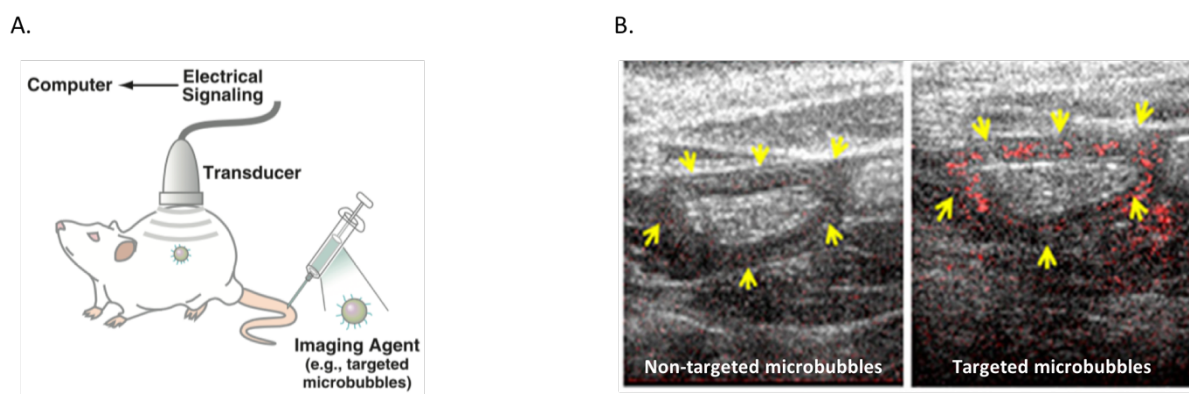 A.
B.
Computer
Electrical
Signaling
Transducer
Imaging Agent
(e.g., targeted
microbubbles)
Non-targeted microbubbles
Targeted microbubbles